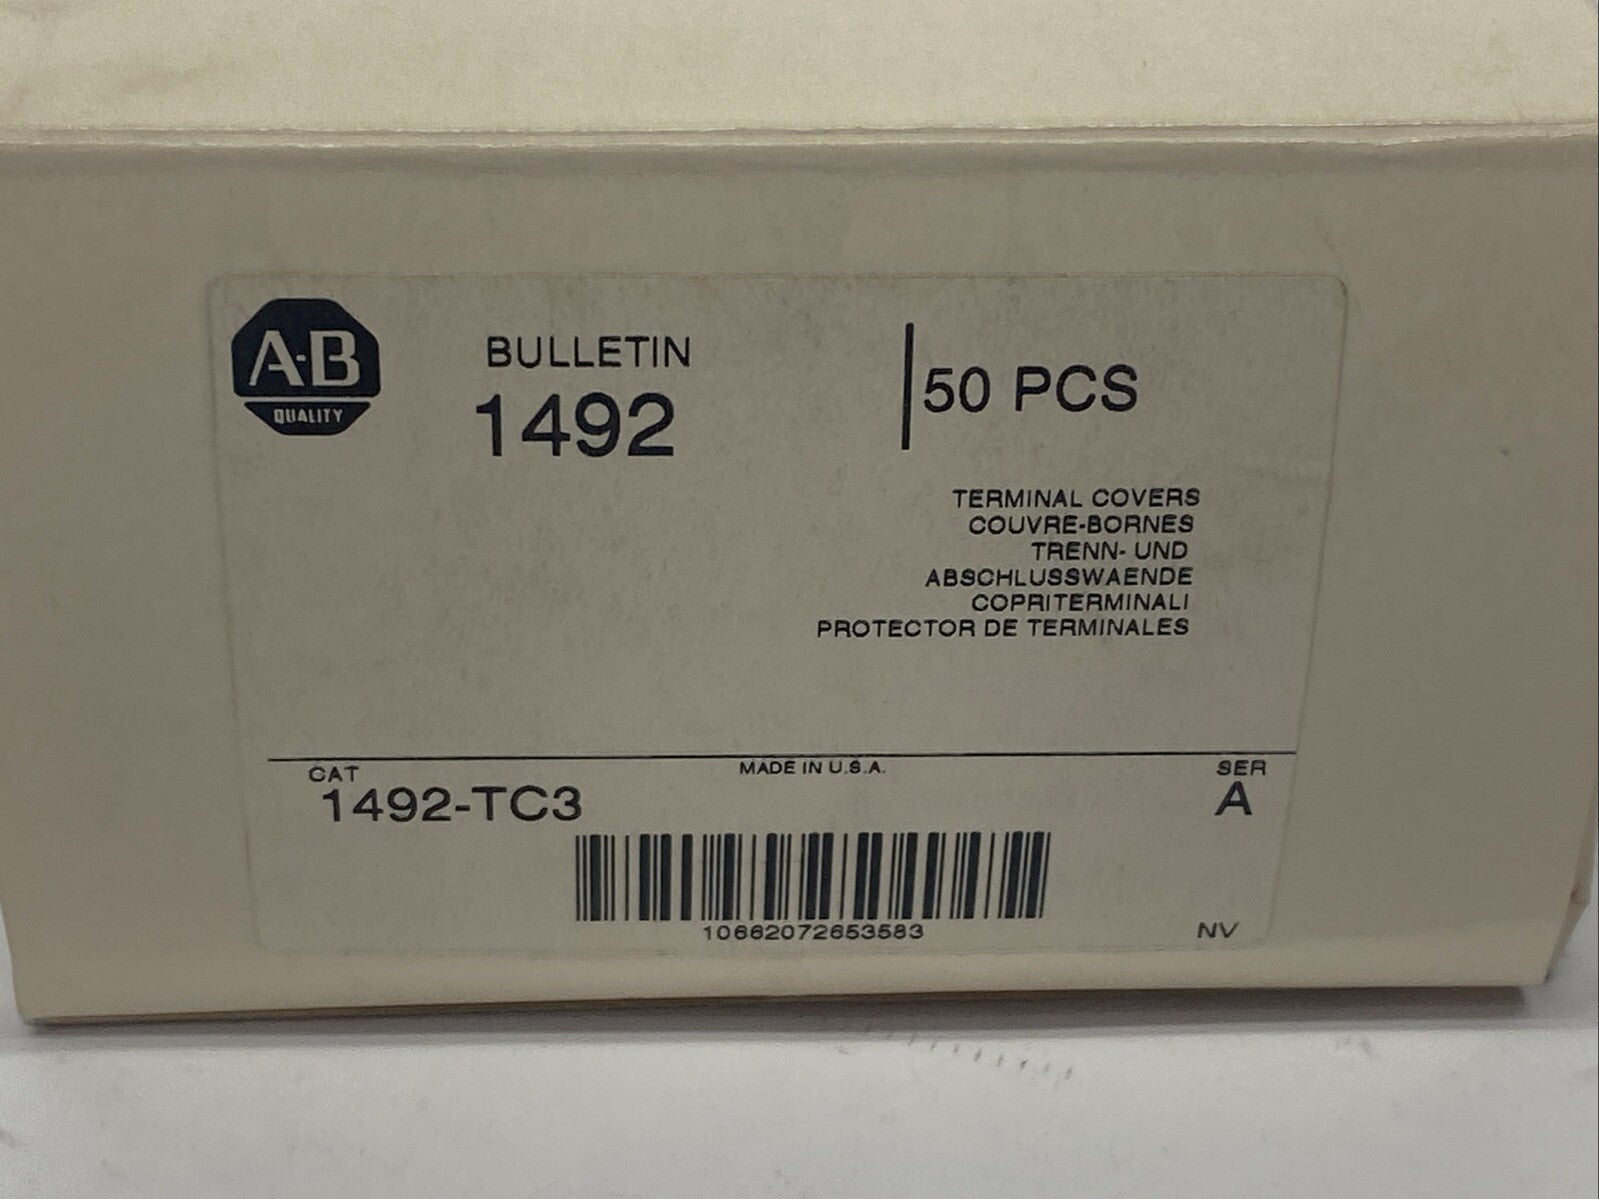 A-B
QUALITY
BULLETIN
1492
50 PCS
TERMINAL COVERS
COUVRE-BORNES
TRENN- UND
ABSCHLUSSWAENDE
COPRITERMINALI
PROTECTOR DE TERMINALES
CAT
MADE IN U.S.A.
SER
1492-TC3
A
10662072653583
NV